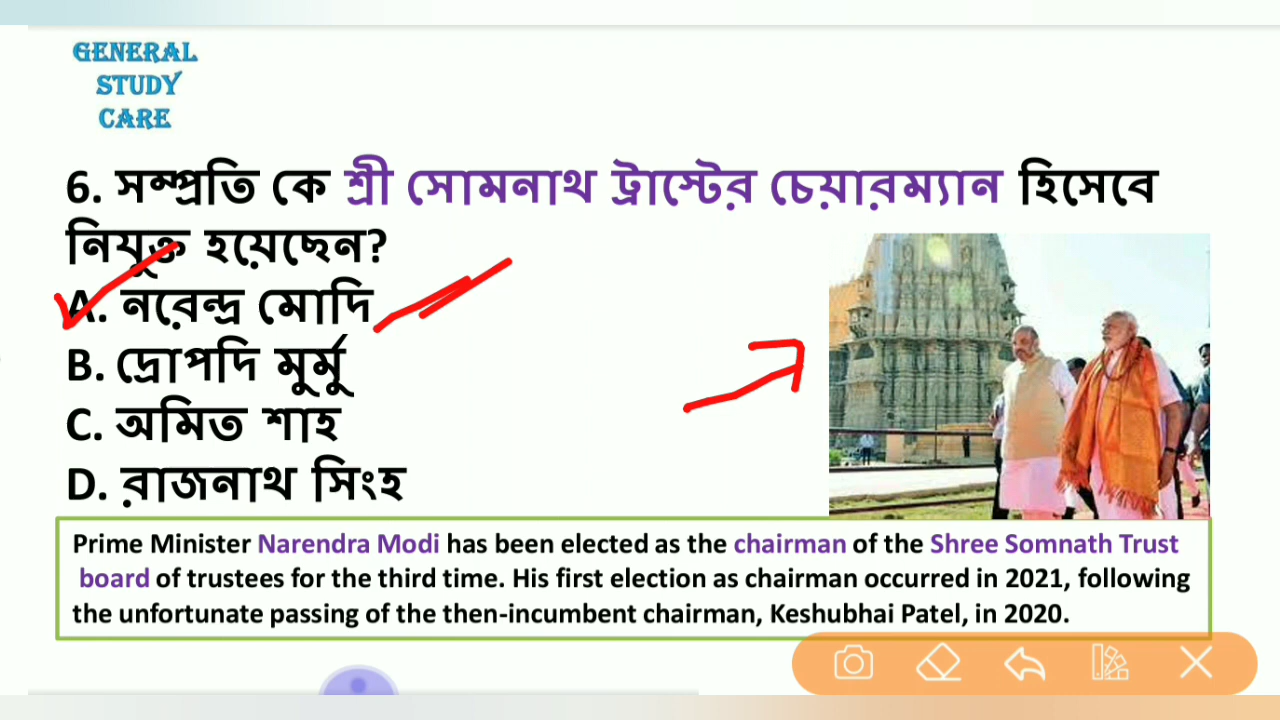 GENERAL
STUDY
CARE
6. সম্প্রতি কে শ্রী সোমনাথ ট্রাস্টের চেয়ারম্যান হিসেবে
নিযুক্ত হয়েছেন?
A. নরেন্দ্র মোদি
B. দ্রোপদি মুর্মু
C. অমিত শাহ
D. রাজনাথ সিংহ
Prime Minister Narendra Modi has been elected as the chairman of the Shree Somnath Trust
board of trustees for the third time. His first election as chairman occurred in 2021, following
the unfortunate passing of the then-incumbent chairman, Keshubhai Patel, in 2020.